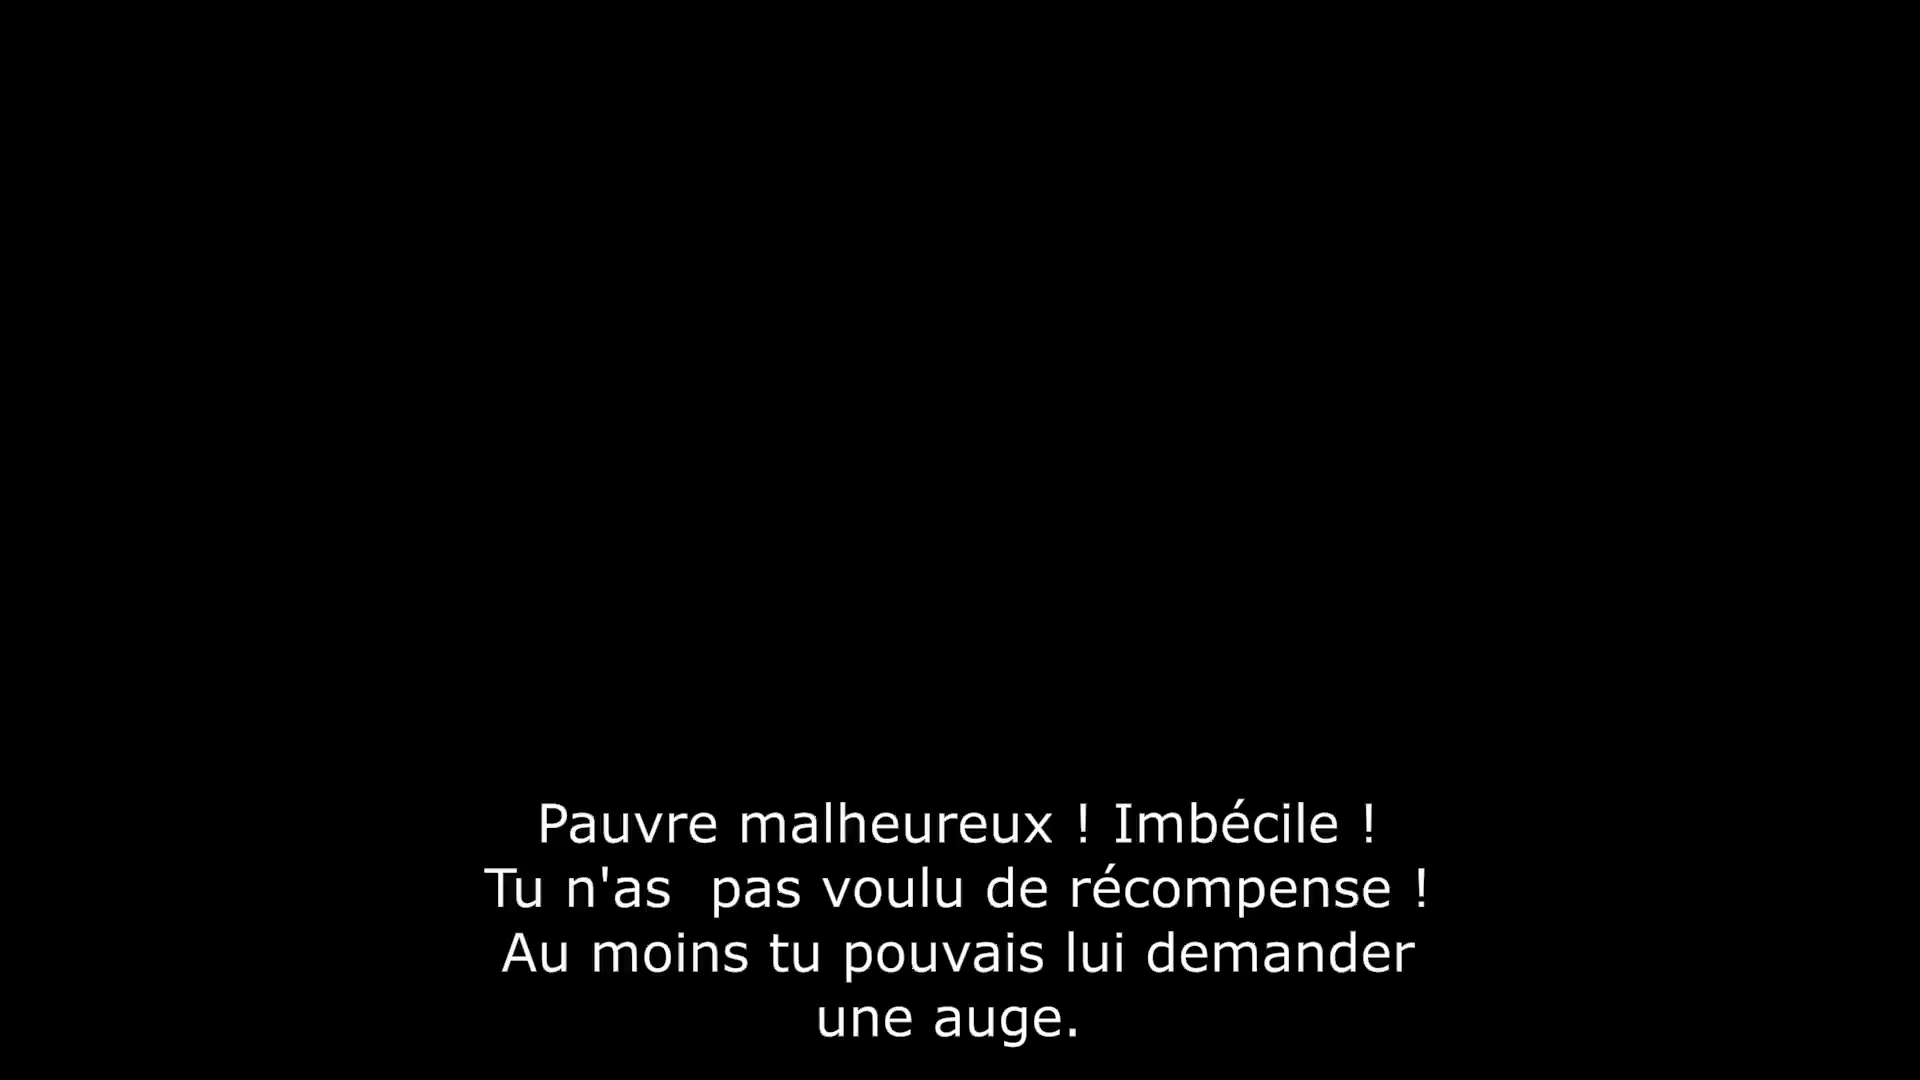 Pauvre malheureux ! Imbécile !
Tu n'as  pas voulu de récompense !
Au moins tu pouvais lui demander
une auge.